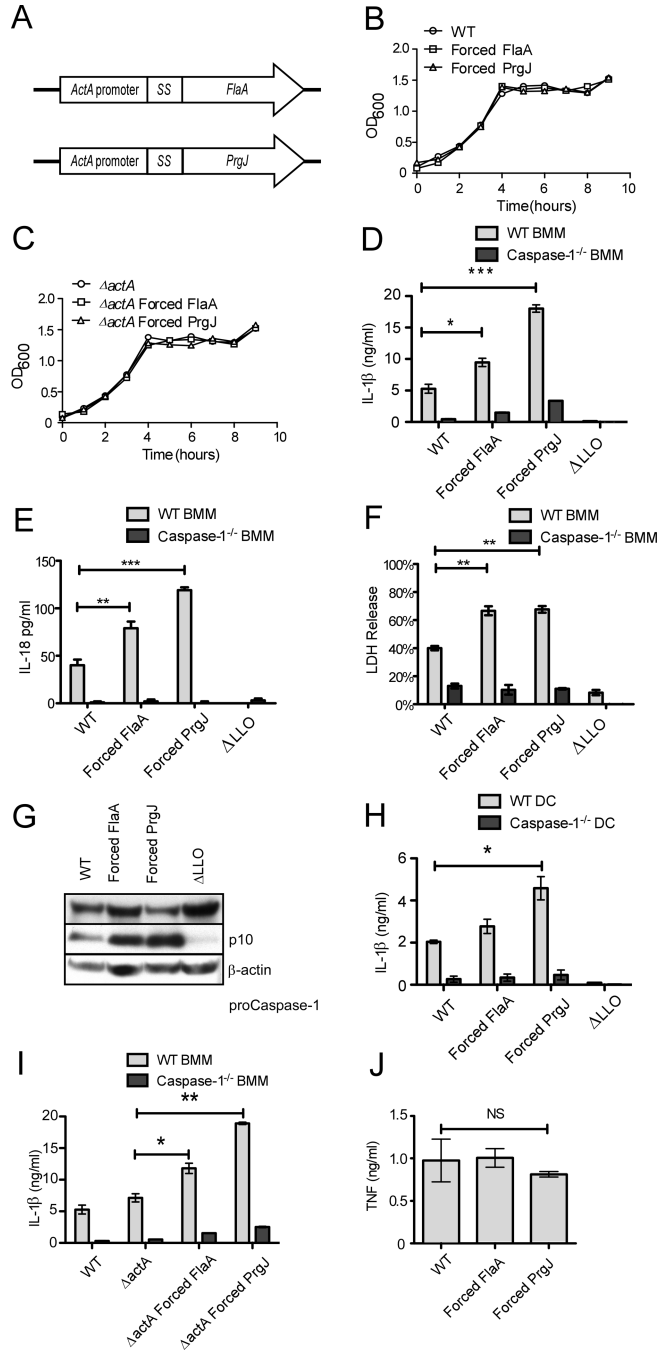 A
ActA promoter SS FlaA
ActA promoter SS PrgJ
B
WT
Forced FlaA
Forced PrgJ
OD600
2.0
1.5
1.0
0.5
0.0
0 2 4 6 8 10
Time(hours)
C
ΔactA
ΔactA Forced FlaA
ΔactA Forced PrgJ
OD600
2.0
1.5
1.0
0.5
0
0 2 4 6 8 10
Time(hours)
D
WT BMM
Caspase-1-/- BMM
***
*
IL-1β (ng/ml)
20
15
10
5
0
WT
Forced FlaA
Forced PrgJ
ΔLLO
E
WT BMM
Caspase-1-/- BMM
***
**
IL-18 pg/ml
150
100
50
0
WT
Forced FlaA
Forced PrgJ
ΔLLO
F
WT BMM
Caspase-1-/- BMM
**
**
LDH Release
100%
80%
60%
40%
20%
0%
WT
Forced FlaA
Forced PrgJ
ΔLLO
G
WT
Forced FlaA
Forced PrgJ
ΔLLO
p10
β-actin
proCaspase-1
H
WT DC
Caspase-1-/- DC
*
IL-1β (ng/ml)
6
4
2
0
WT
Forced FlaA
Forced PrgJ
ΔLLO
I
WT BMM
Caspase-1-/- BMM
**
*
IL-1β (ng/ml)
20
15
10
5
0
WT
ΔactA
ΔactA Forced FlaA
ΔactA Forced PrgJ
J
NS
TNF (ng/ml)
1.5
1.0
0.5
0
WT
Forced FlaA
Forced PrgJ